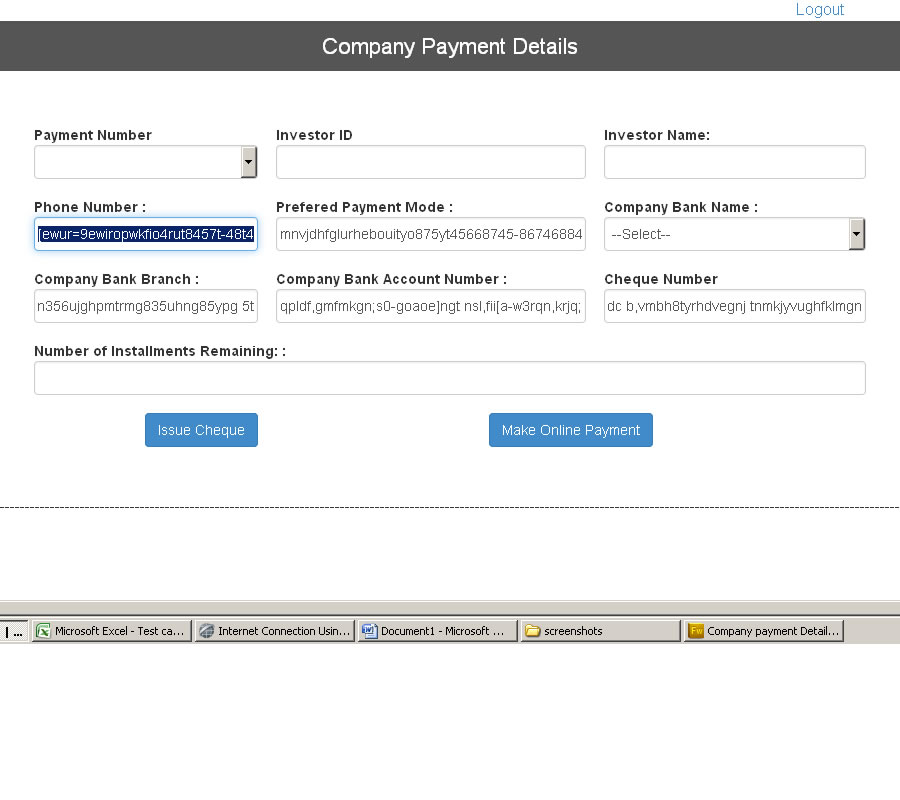 Logout
Company Payment Details
Payment Number Investor ID Investor Name:
Phone Number : Prefered Payment Mode : Company Bank Name :
[ewur=9ewiropwkfio4rut8457t-48t4 mnvjdhfglurhebouityo875yt45668745-86746884 --Select--
Company Bank Branch : Company Bank Account Number : Cheque Number
n356ujghpmtrmg835uhng85ypg 5t qpldf,gmfmkgn;s0-goaoe]ngt nsl,fii[a-w3rqn,krjq; dc b,vmbh8tyrhdvegnj tnmkjyvughfklmgn
Number of Installments Remaining: :
Issue Cheque Make Online Payment
... Microsoft Excel - Test ca... Internet Connection Usin... Document1 - Microsoft ... screenshots Company payment Detail...